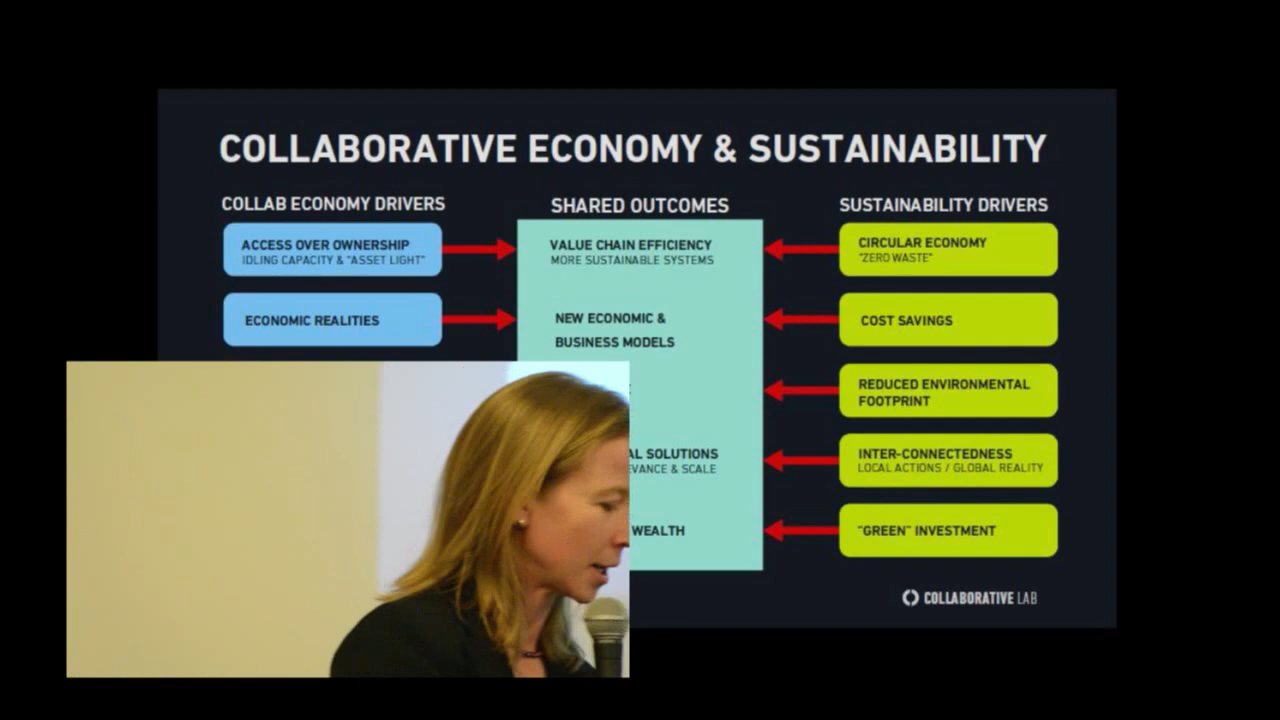 COLLABORATIVE ECONOMY & SUSTAINABILITY
COLLAB ECONOMY DRIVERS
SHARED OUTCOMES
SUSTAINABILITY DRIVERS
ACCESS OVER OWNERSHIP
IDLING CAPACITY & "ASSET LIGHT"
VALUE CHAIN EFFICIENCY
MORE SUSTAINABLE SYSTEMS
CIRCULAR ECONOMY
"ZERO WASTE"
ECONOMIC REALITIES
NEW ECONOMIC &
BUSINESS MODELS
COST SAVINGS
REDUCED ENVIRONMENTAL
FOOTPRINT
SOLUTIONS
& SCALE
INTER-CONNECTEDNESS
LOCAL ACTIONS / GLOBAL REALITY
WEALTH
"GREEN" INVESTMENT
COLLABORATIVE LAB